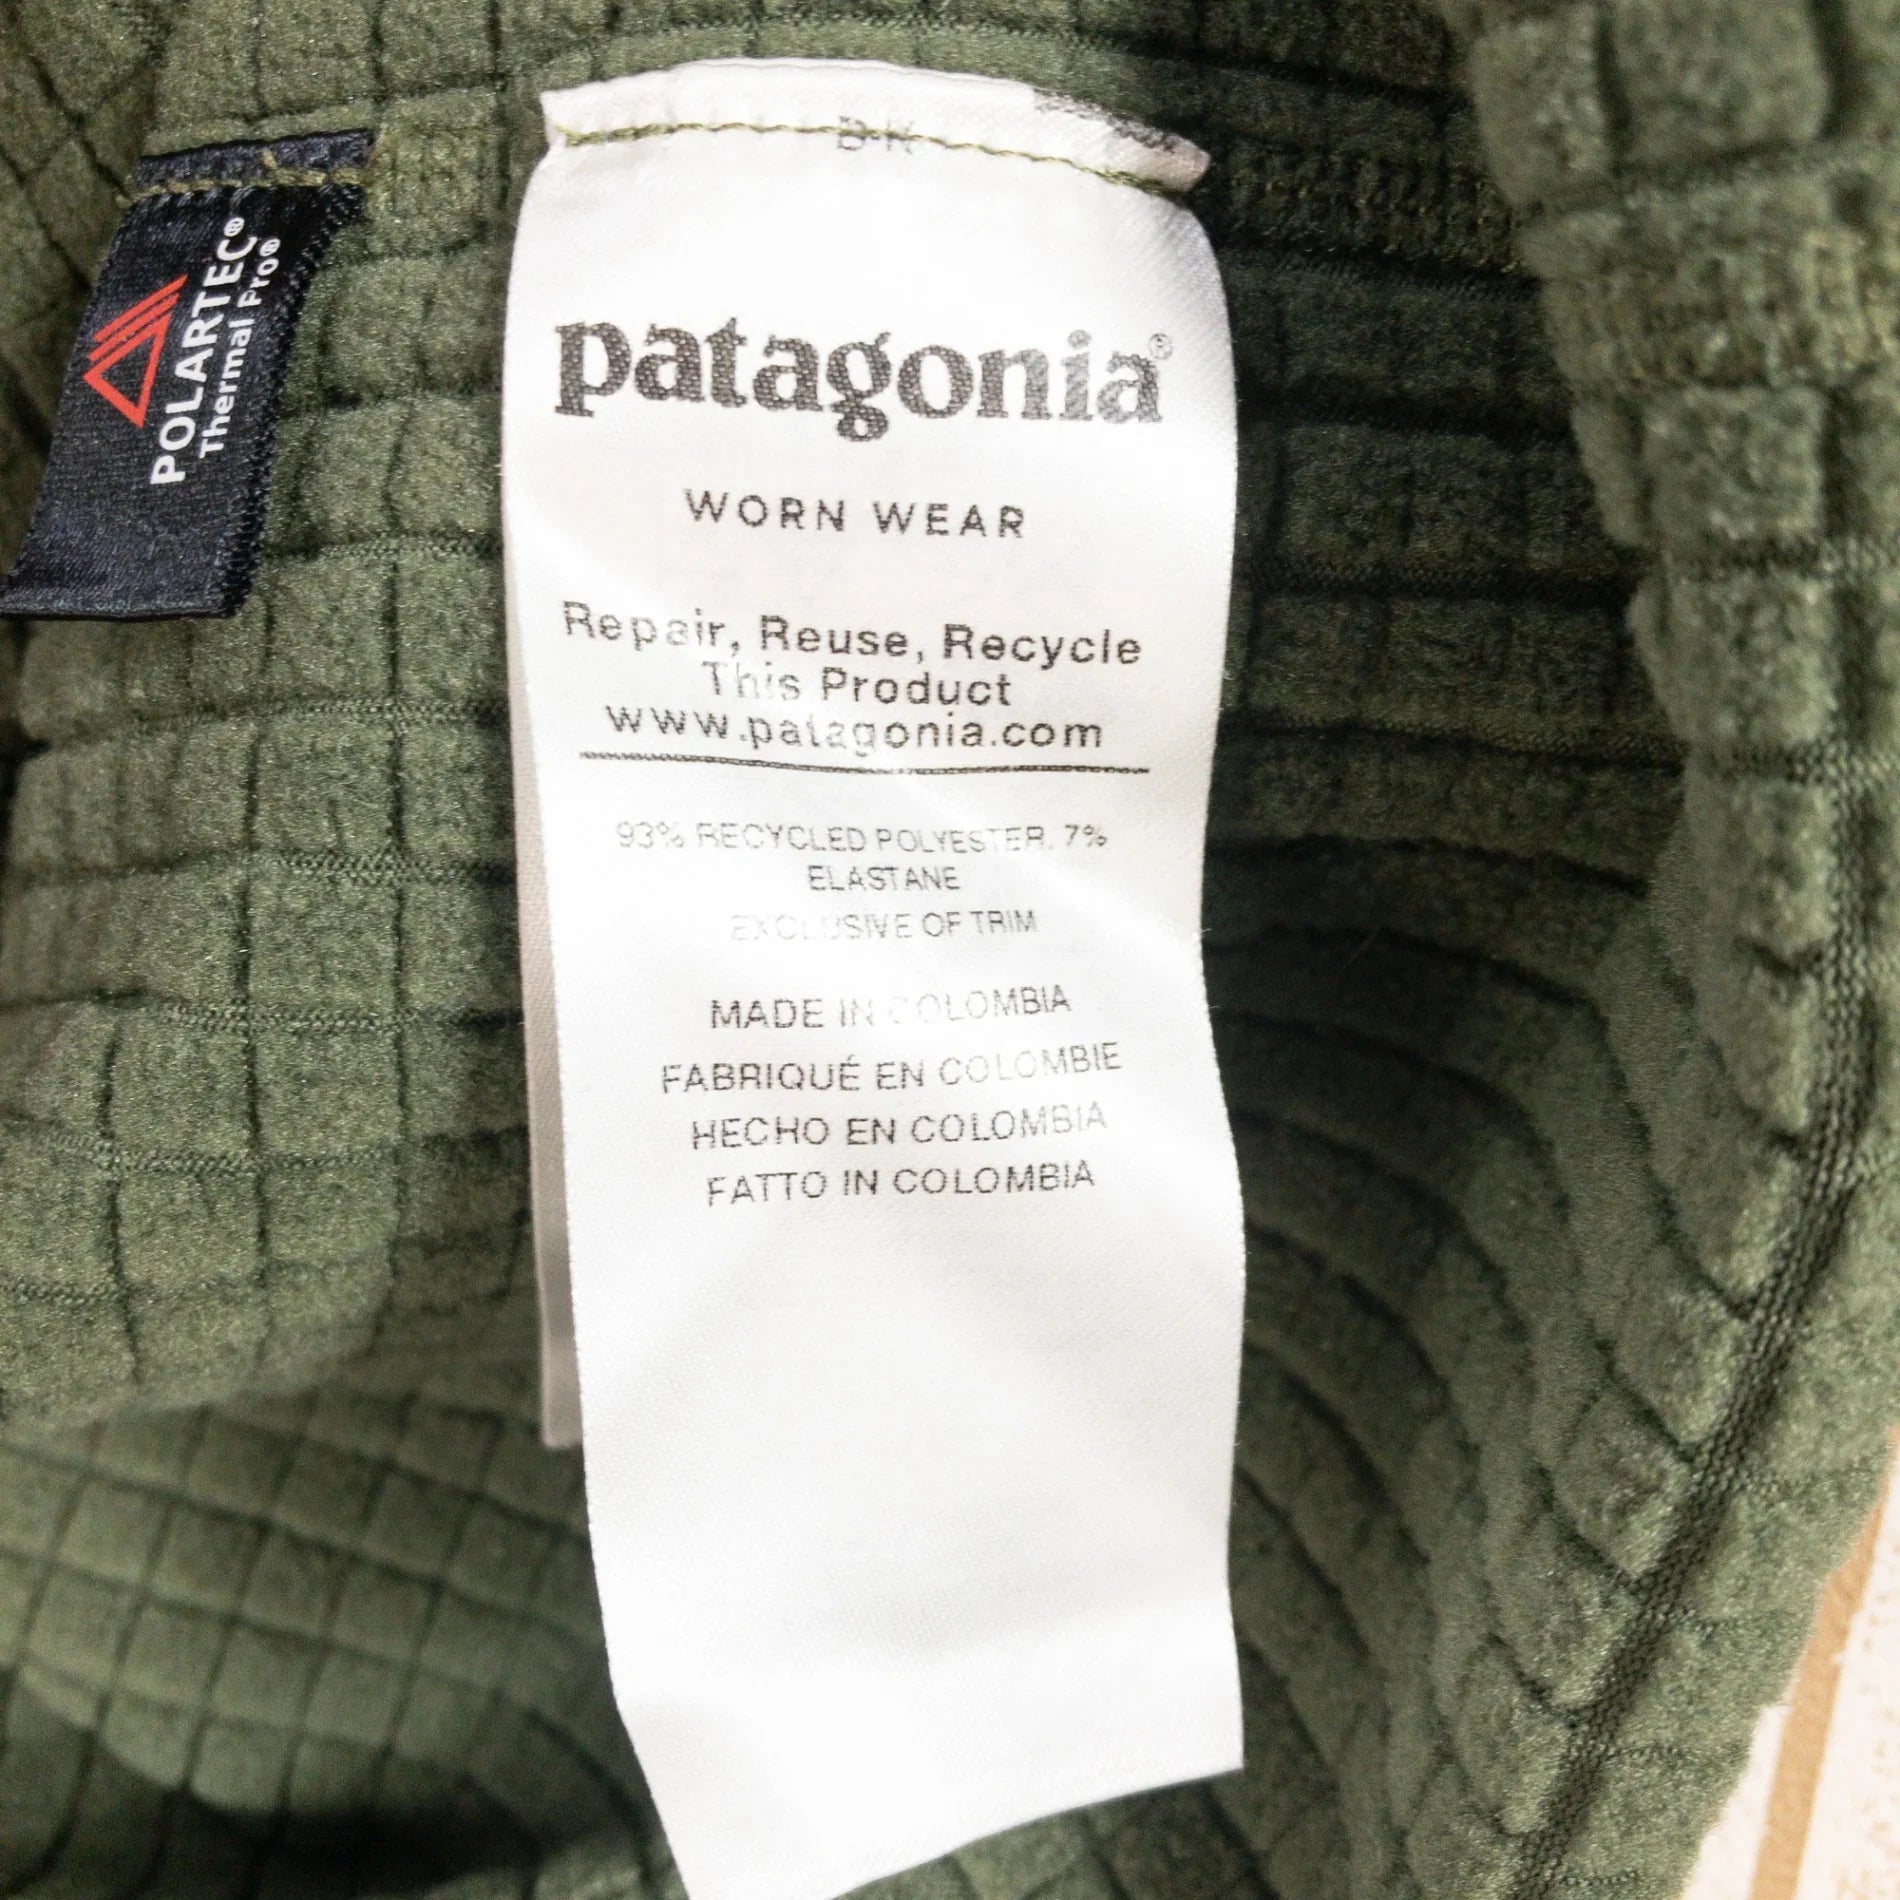 POLARTEC®
Thermal Pro®
patagonia®
WORN WEAR
Repair, Reuse, Recycle
This Product
www.patagonia.com
93% RECYCLED POLYESTER, 7%
ELASTANE
EXCLUSIVE OF TRIM
MADE IN COLOMBIA
FABRIQUÉ EN COLOMBIE
HECHO EN COLOMBIA
FATTO IN COLOMBIA